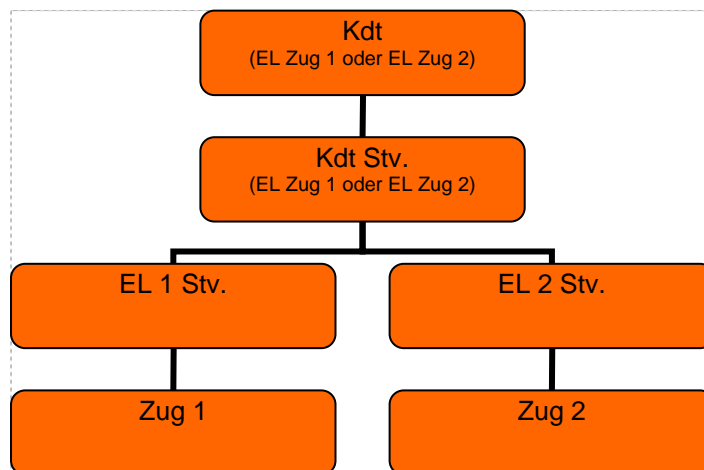 Kdt
(EL Zug 1 oder EL Zug 2)
Kdt Stv.
(EL Zug 1 oder EL Zug 2)
EL 1 Stv.
EL 2 Stv.
Zug 1
Zug 2